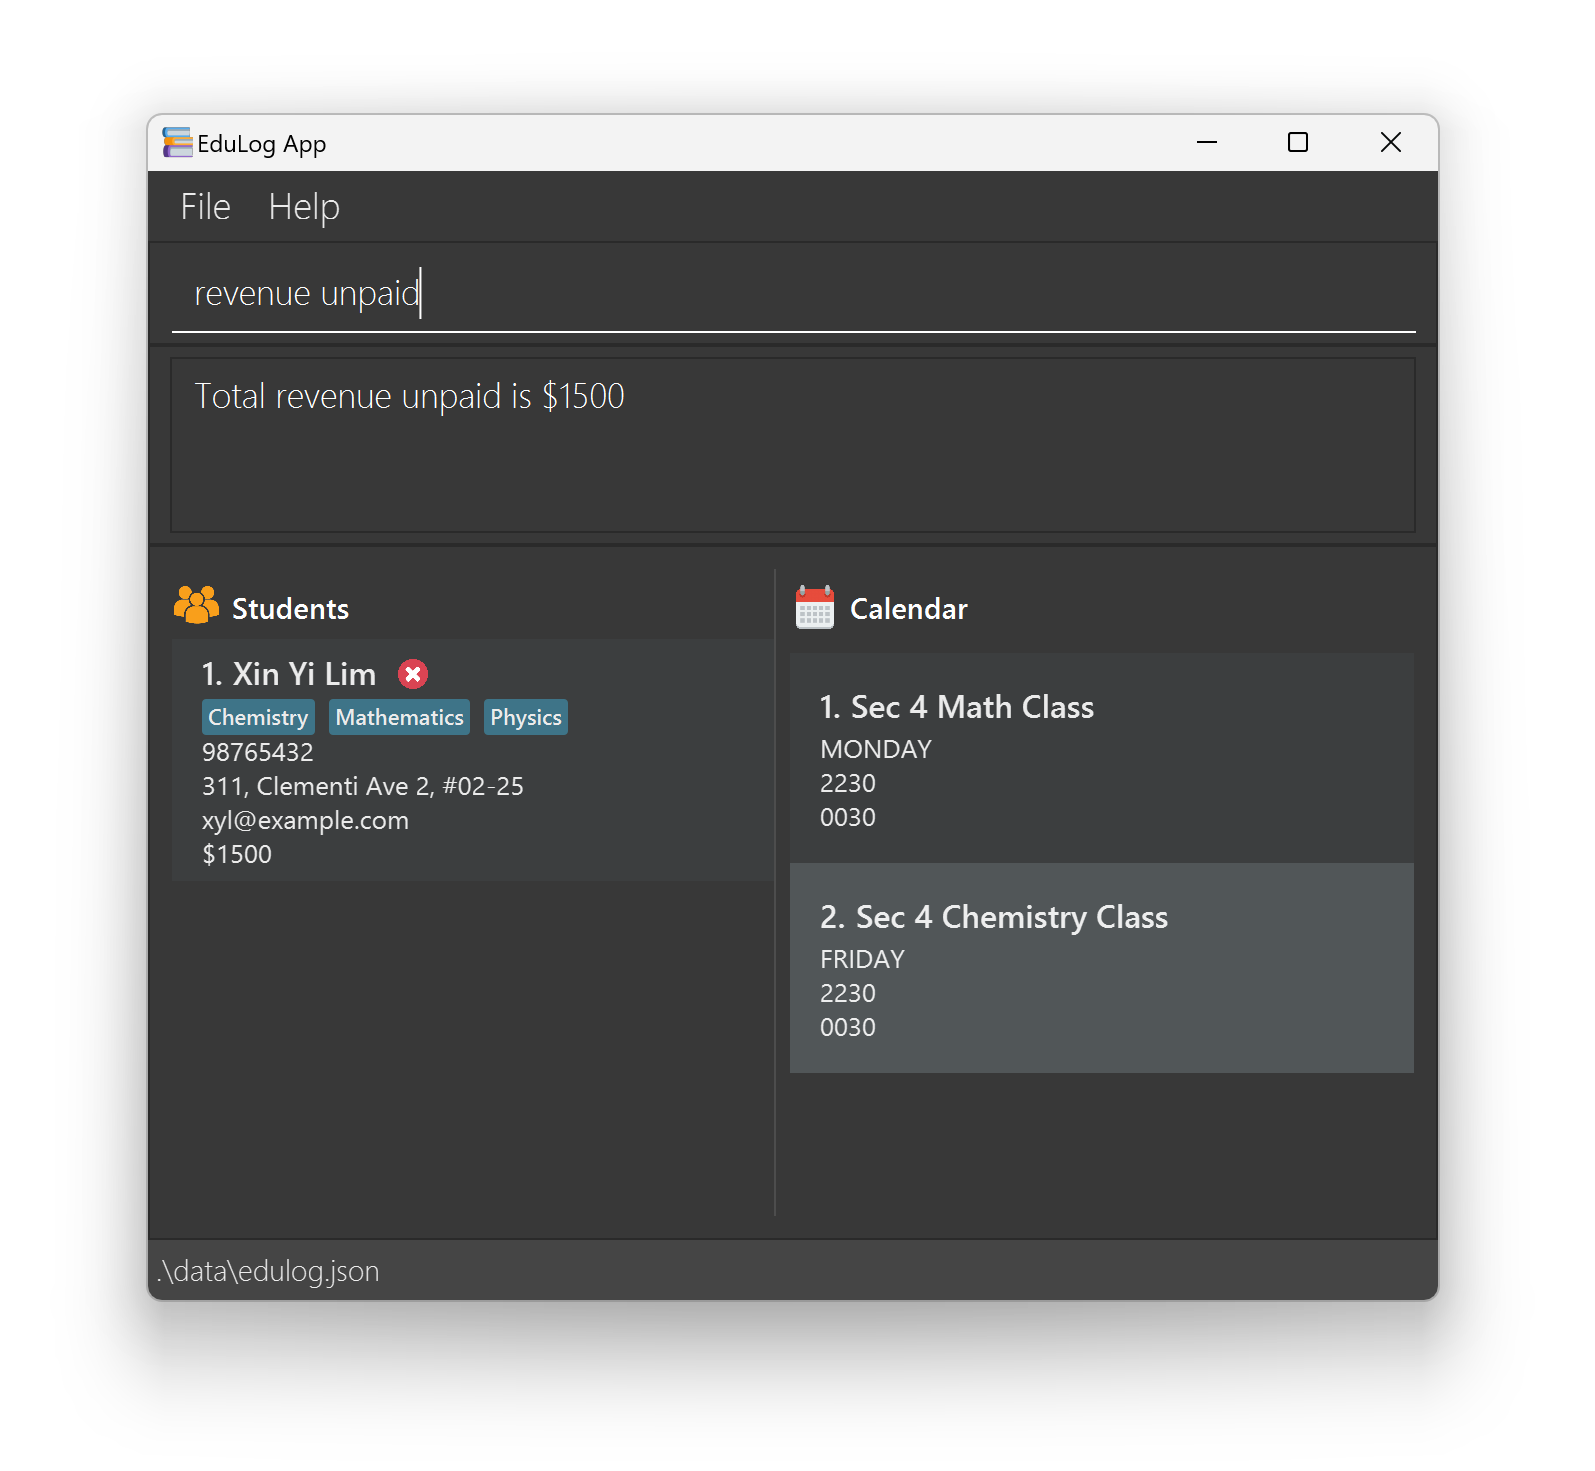 EduLog App
File Help
revenue unpaid
Total revenue unpaid is $1500
Students
1. Xin Yi Lim
Chemistry Mathematics Physics
98765432
311, Clementi Ave 2, #02-25
xyl@example.com
$1500
Calendar
1. Sec 4 Math Class
MONDAY
2230
0030
2. Sec 4 Chemistry Class
FRIDAY
2230
0030
.\data\edulog.json